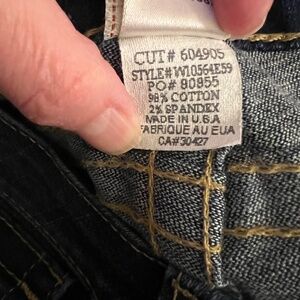 CUT# 604905
STYLE# W10564E59
PO# 80855
98% COTTON
2% SPANDEX
MADE IN U.S.A
FABRIQUE AU EUA
CA#30427